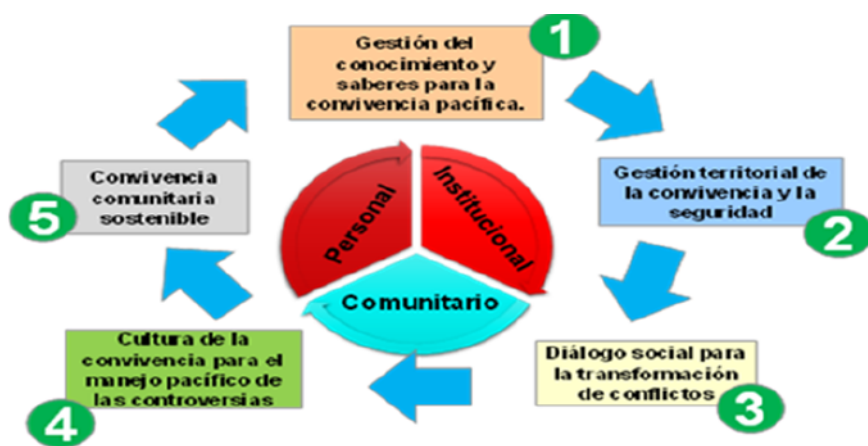 1
Gestión del
conocimiento y
saberes para la
convivencia pacífica.
Gestión territorial de
la convivencia y la
seguridad
2
Diálogo social para
la transformación
de conflictos
3
Cultura de la
convivencia para el
manejo pacífico de
las controversias
4
Convivencia
comunitaria
sostenible
5
Personal
Institucional
Comunitario